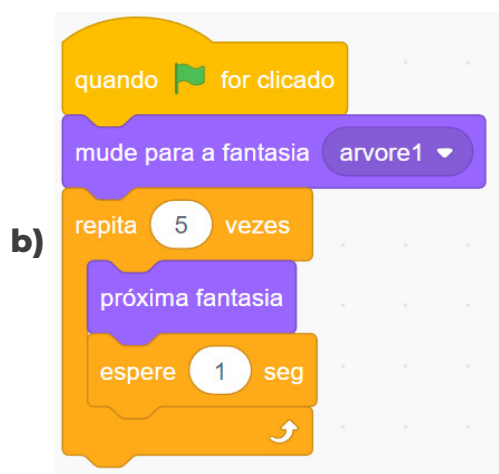 quando for clicado
mude para a fantasia arvore1
b) repita 5 vezes
próxima fantasia
espere 1 seg